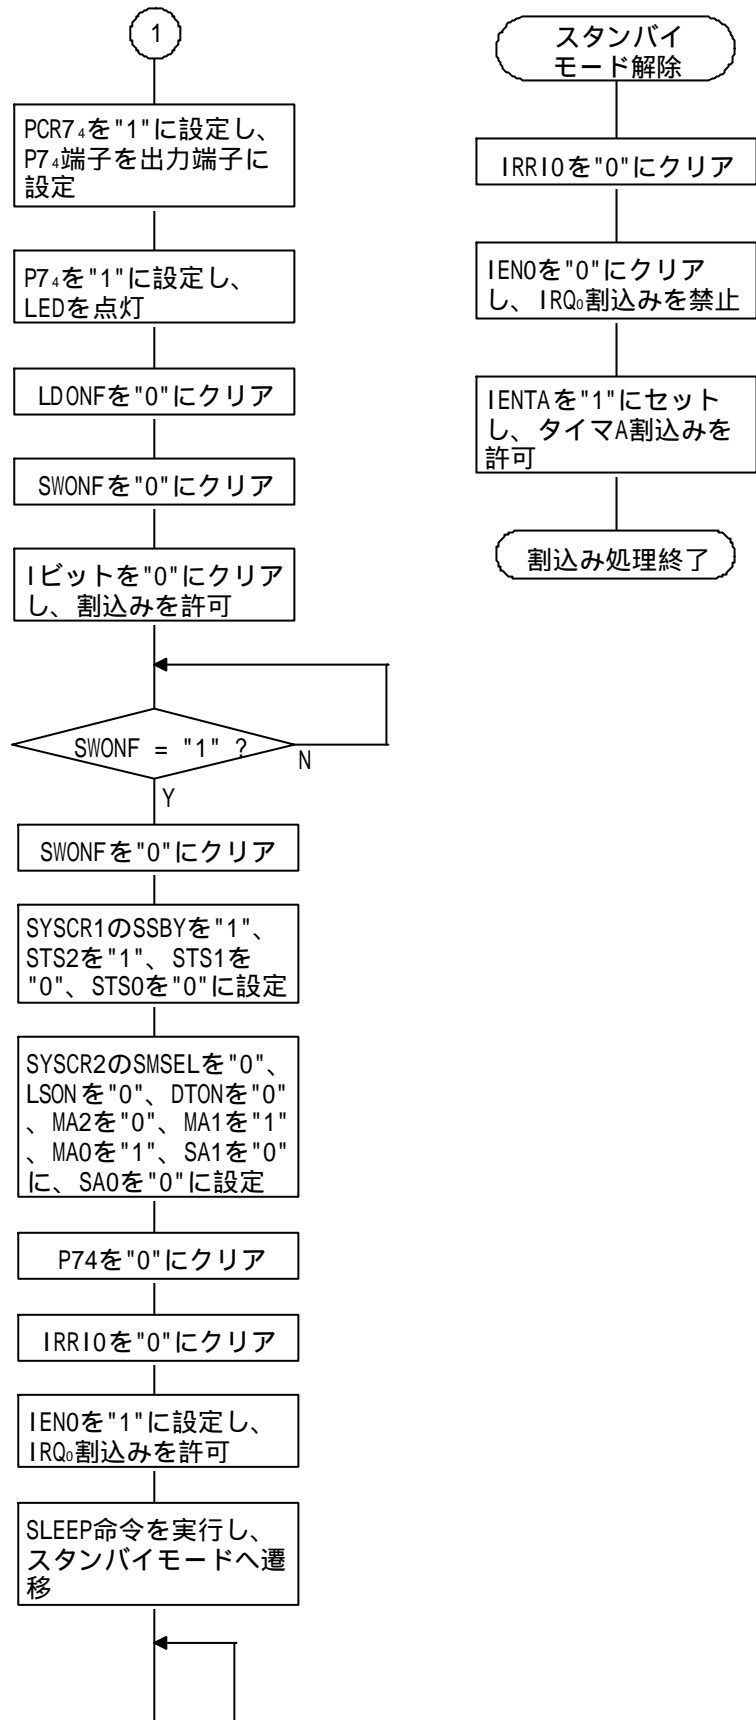 1
PCR7₄を"1"に設定し、
P7₄端子を出力端子に
設定
P7₄を"1"に設定し、
LEDを点灯
LDONFを"0"にクリア
SWONFを"0"にクリア
Iビットを"0"にクリア
し、割込みを許可
SWONF = "1" ?
N
Y
SWONFを"0"にクリア
SYSCR1のSSBYを"1"、
STS2を"1"、STS1を
"0"、STS0を"0"に設定
SYSCR2のSMSELを"0"、
LSONを"0"、DTONを"0"
、MA2を"0"、MA1を"1"
、MA0を"1"、SA1を"0"
に、SA0を"0"に設定
P74を"0"にクリア
IRRI0を"0"にクリア
IEN0を"1"に設定し、
IRQ₀割込みを許可
SLEEP命令を実行し、
スタンバイモードへ遷
移
スタンバイ
モード解除
IRRI0を"0"にクリア
IEN0を"0"にクリア
し、IRQ₀割込みを禁止
IENTAを"1"にセット
し、タイマA割込みを
許可
割込み処理終了